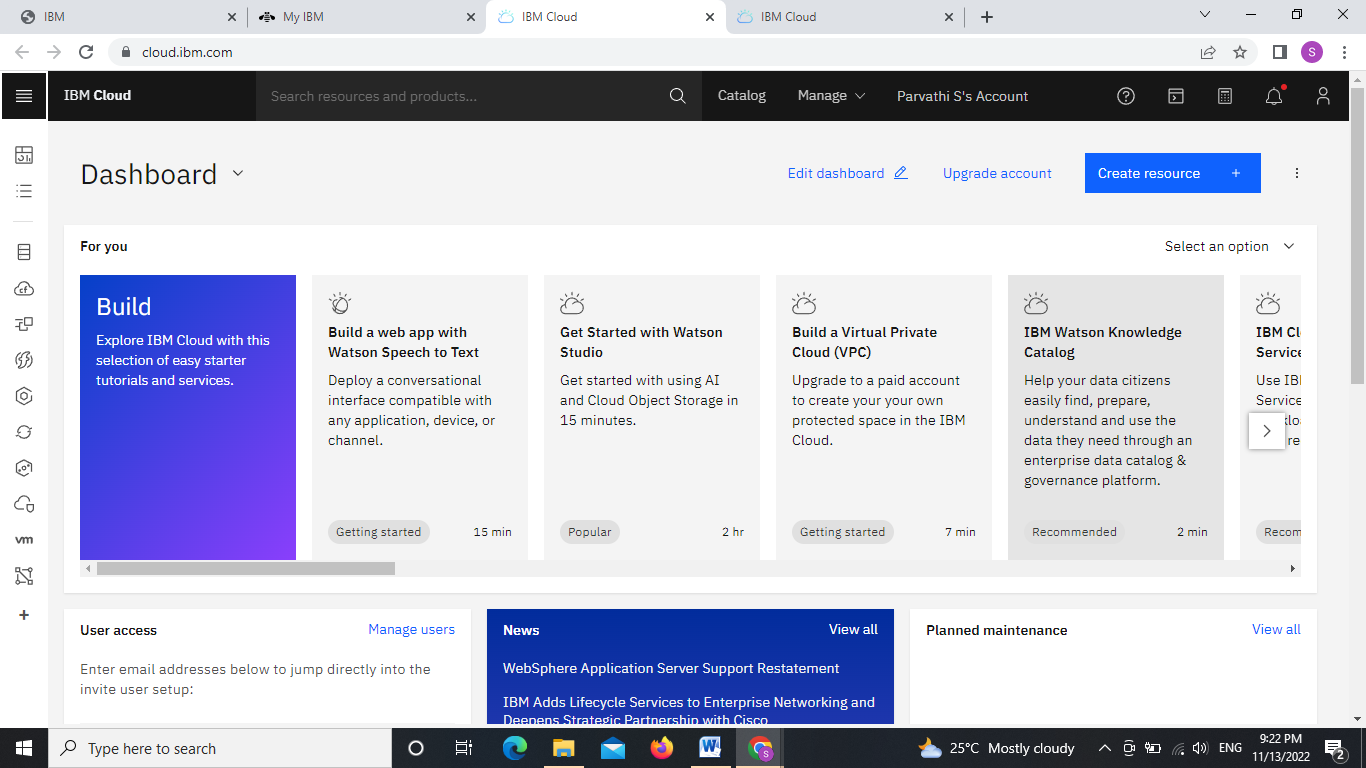 IBM
My IBM
IBM Cloud
IBM Cloud
cloud.ibm.com
S
IBM Cloud
Search resources and products...
Catalog
Manage
Parvathi S's Account
Dashboard
Edit dashboard
Upgrade account
Create resource +
For you
Select an option
Build
Explore IBM Cloud with this
selection of easy starter
tutorials and services.
Build a web app with
Watson Speech to Text
Deploy a conversational
interface compatible with
any application, device, or
channel.
Getting started
15 min
Get Started with Watson
Studio
Get started with using AI
and Cloud Object Storage in
15 minutes.
Popular
2 hr
Build a Virtual Private
Cloud (VPC)
Upgrade to a paid account
to create your your own
protected space in the IBM
Cloud.
Getting started
7 min
IBM Watson Knowledge
Catalog
Help your data citizens
easily find, prepare,
understand and use the
data they need through an
enterprise data catalog &
governance platform.
Recommended
2 min
IBM Cl
Service
Use IB
Service
klo
re
Recom
cf
vm
User access
Manage users
Enter email addresses below to jump directly into the
invite user setup:
News
View all
WebSphere Application Server Support Restatement
IBM Adds Lifecycle Services to Enterprise Networking and
Deepens Strategic Partnership with Cisco
Planned maintenance
View all
Type here to search
25°C Mostly cloudy
ENG
9:22 PM
11/13/2022
2